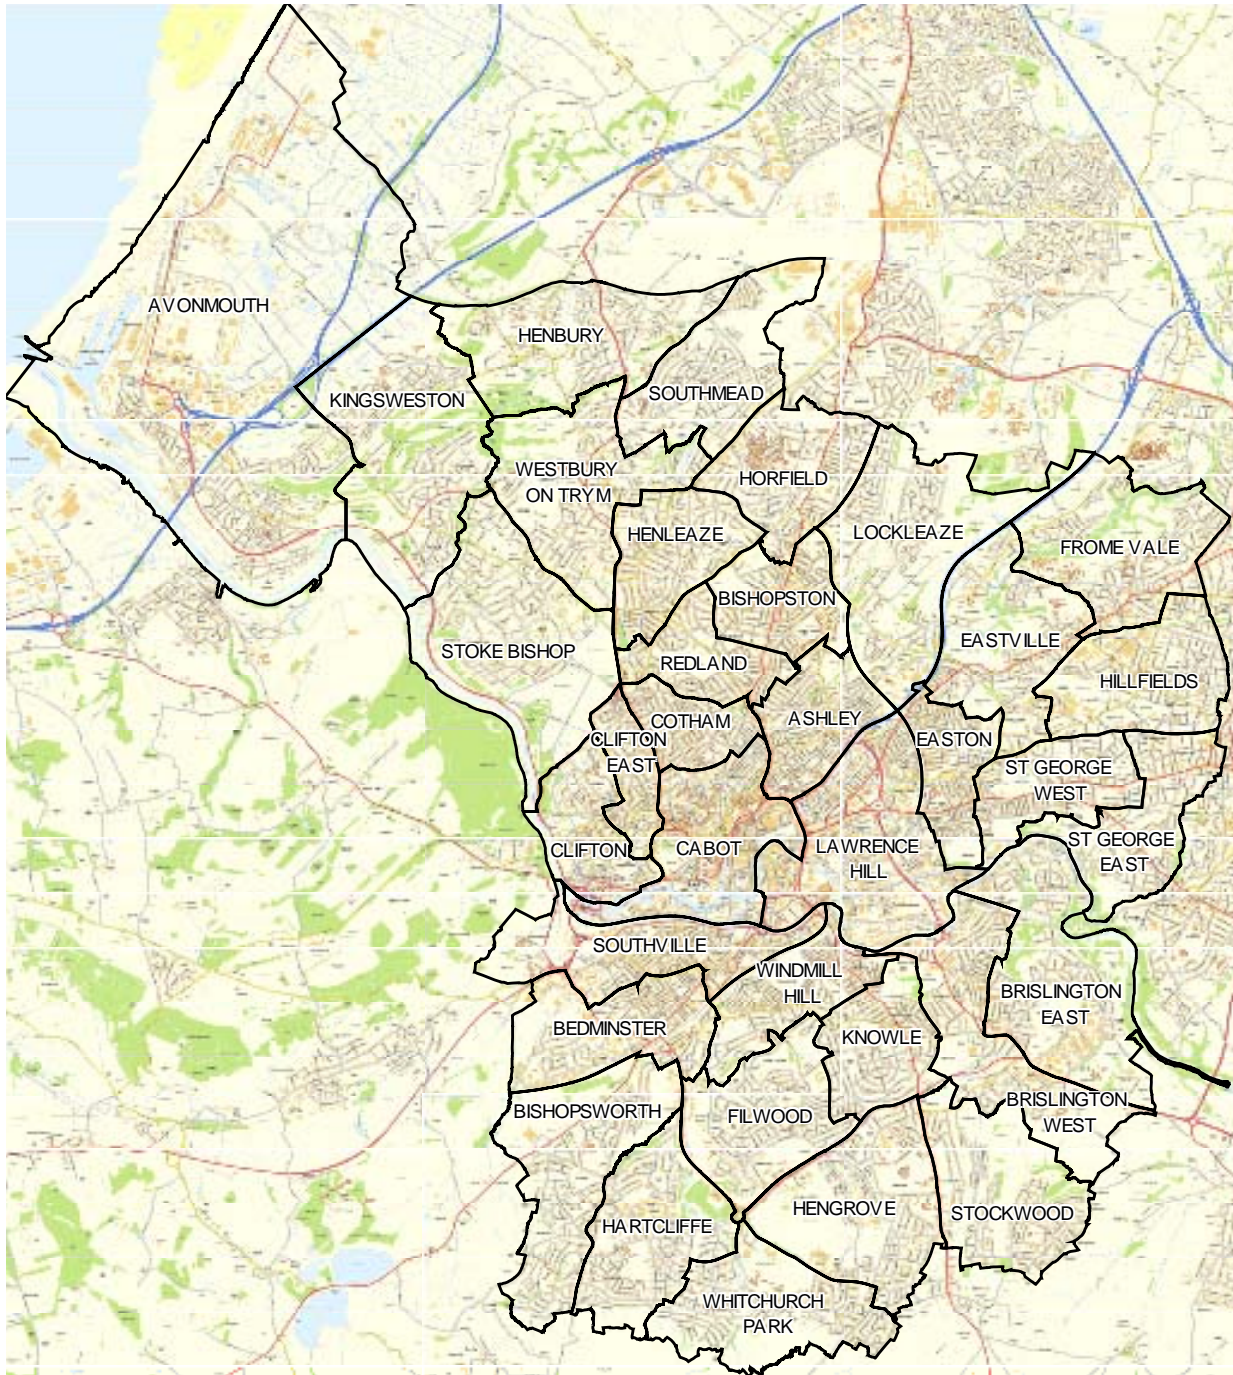 AVONMOUTH
HENBURY
KINGSWESTON
SOUTHMEAD
WESTBURY
ON TRYM
HORFIELD
HENLEAZE
LOCKLEAZE
FROME VALE
BISHOPSTON
EASTVILLE
STOKE BISHOP
REDLAND
HILLFIELDS
COTHAM
ASHLEY
CLIFTON
EAST
EASTON
ST GEORGE
WEST
CLIFTON
CABOT
LAWRENCE
HILL
ST GEORGE
EAST
SOUTHVILLE
WINDMILL
HILL
BRISLINGTON
EAST
BEDMINSTER
KNOWLE
BISHOPSWORTH
FILWOOD
BRISLINGTON
WEST
HARTCLIFFE
HENGROVE
STOCKWOOD
WHITCHURCH
PARK